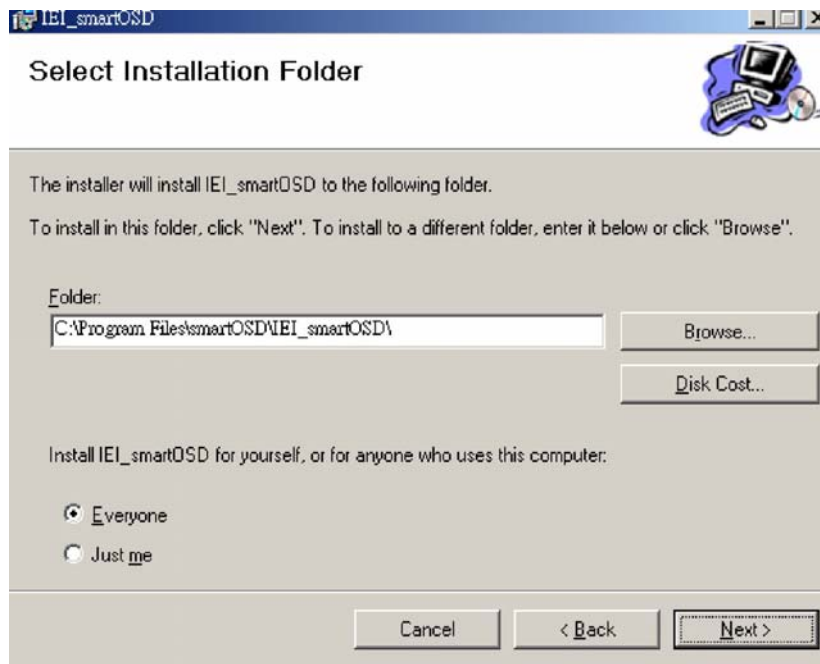 IEI_smartOSD
Select Installation Folder
The installer will install IEI_smartOSD to the following folder.
To install in this folder, click "Next". To install to a different folder, enter it below or click "Browse".
Folder:
C:\Program Files\smartOSD\IEI_smartOSD\
Browse...
Disk Cost...
Install IEI_smartOSD for yourself, or for anyone who uses this computer:
Everyone
Just me
Cancel
< Back
Next >